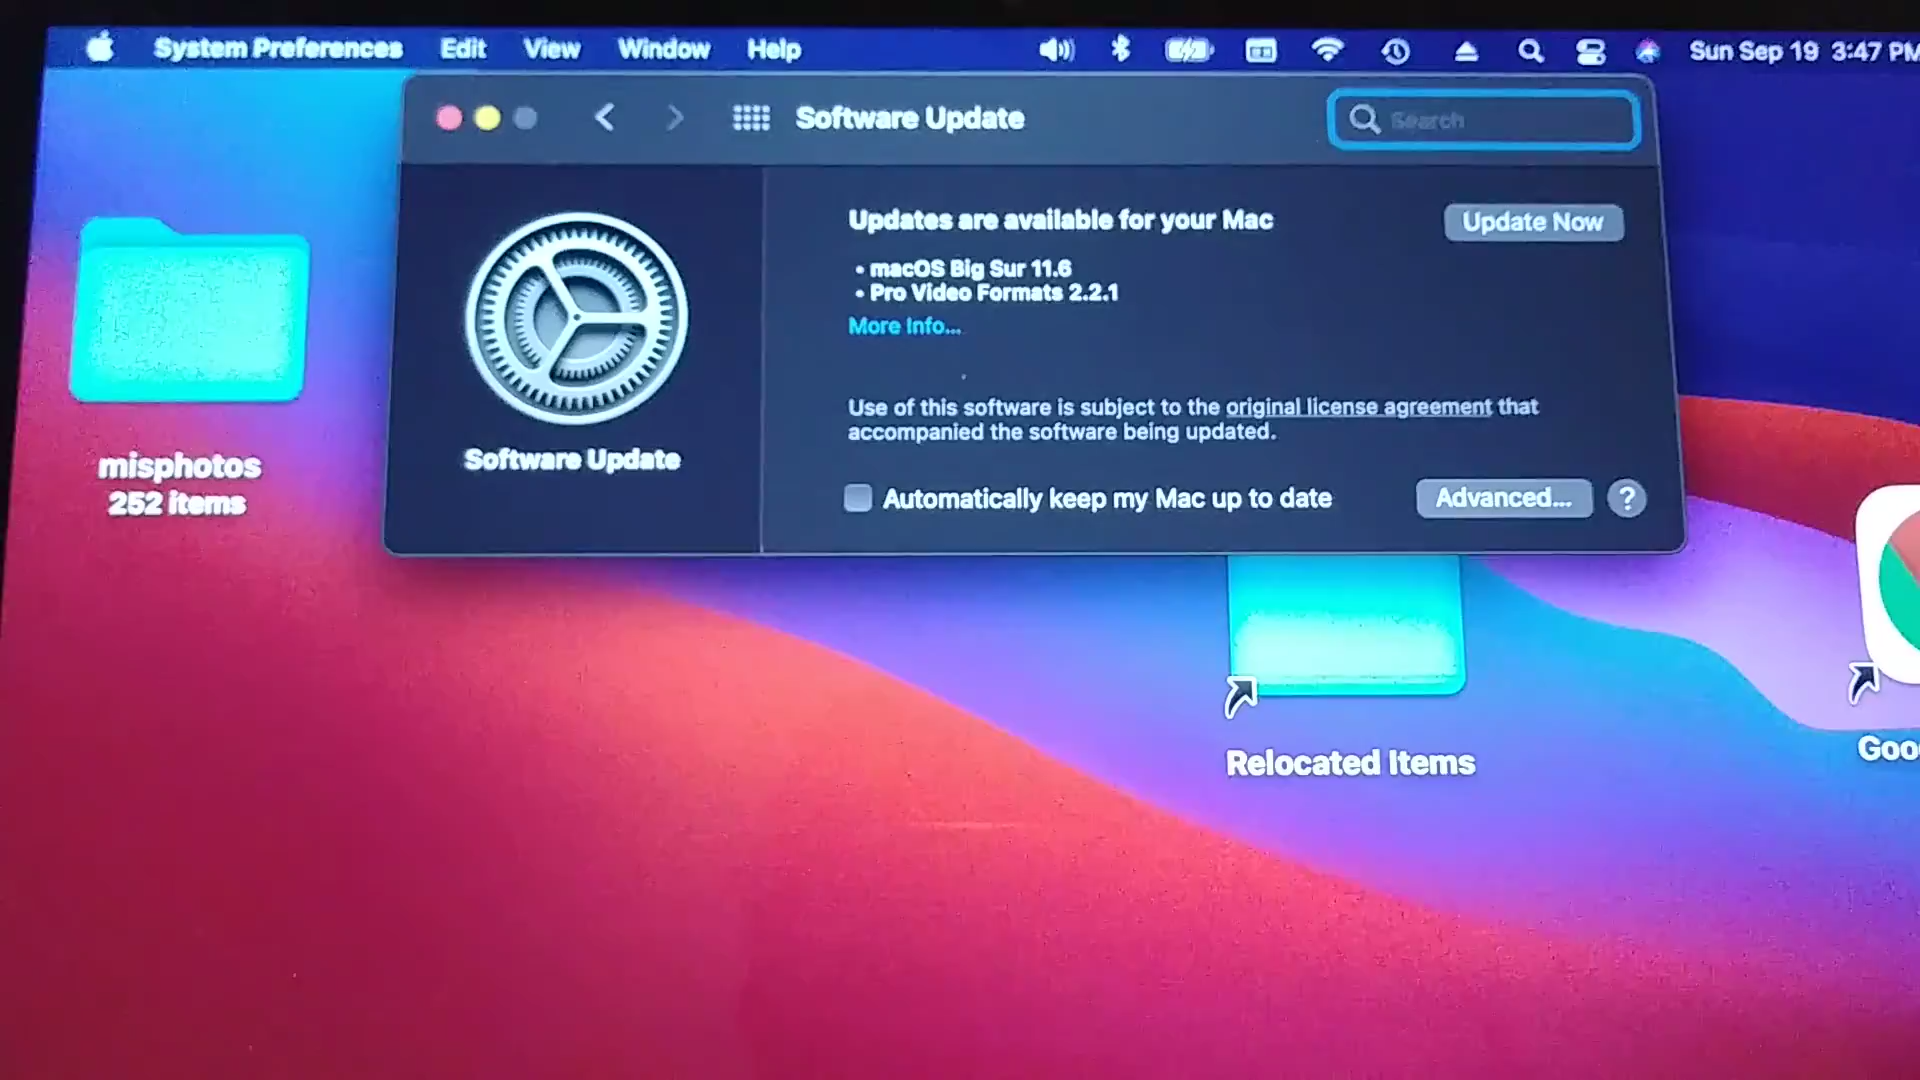 System Preferences Edit View Window Help Sun Sep 19 3:47 PM
Software Update
Search
Updates are available for your Mac
Update Now
• macOS Big Sur 11.6
• Pro Video Formats 2.2.1
More Info...
Use of this software is subject to the original license agreement that
accompanied the software being updated.
Software Update
Automatically keep my Mac up to date
Advanced...
?
misphotos
252 items
Relocated Items
Goo